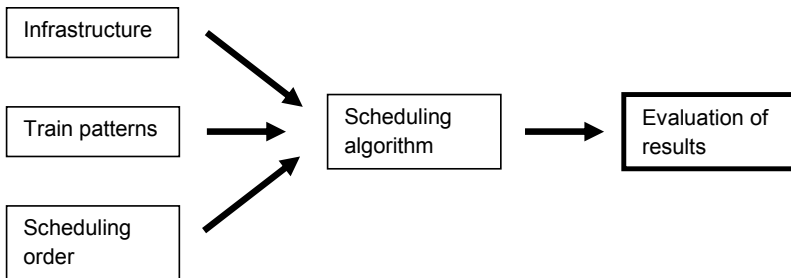 Infrastructure
Train patterns
Scheduling
order
Scheduling
algorithm
Evaluation of
results